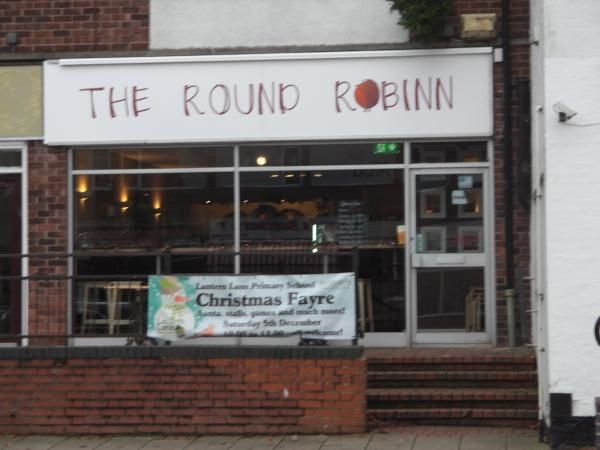 THE ROUND ROBINN
Lantern Lane Primary School
Christmas Fayre
Santa, stalls, games and much more!
Saturday 5th December